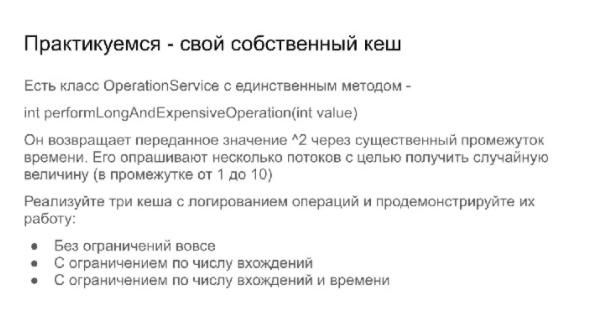 Практикуемся - свой собственный кеш
Есть класс OperationService с единственным методом -
int performLongAndExpensiveOperation(int value)
Он возвращает переданное значение ^2 через существенный промежуток
времени. Его опрашивают несколько потоков с целью получить случайную
величину (в промежутке от 1 до 10)
Реализуйте три кеша с логированием операций и продемонстрируйте их
работу:
● Без ограничений вовсе
● С ограничением по числу вхождений
● С ограничением по числу вхождений и времени